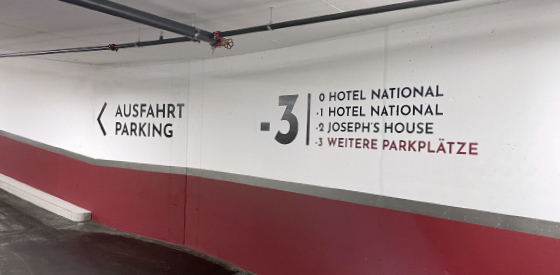 AUSFAHRT
PARKING
-3
0 HOTEL NATIONAL
-1 HOTEL NATIONAL
-2 JOSEPH'S HOUSE
-3 WEITERE PARKPLÄTZE